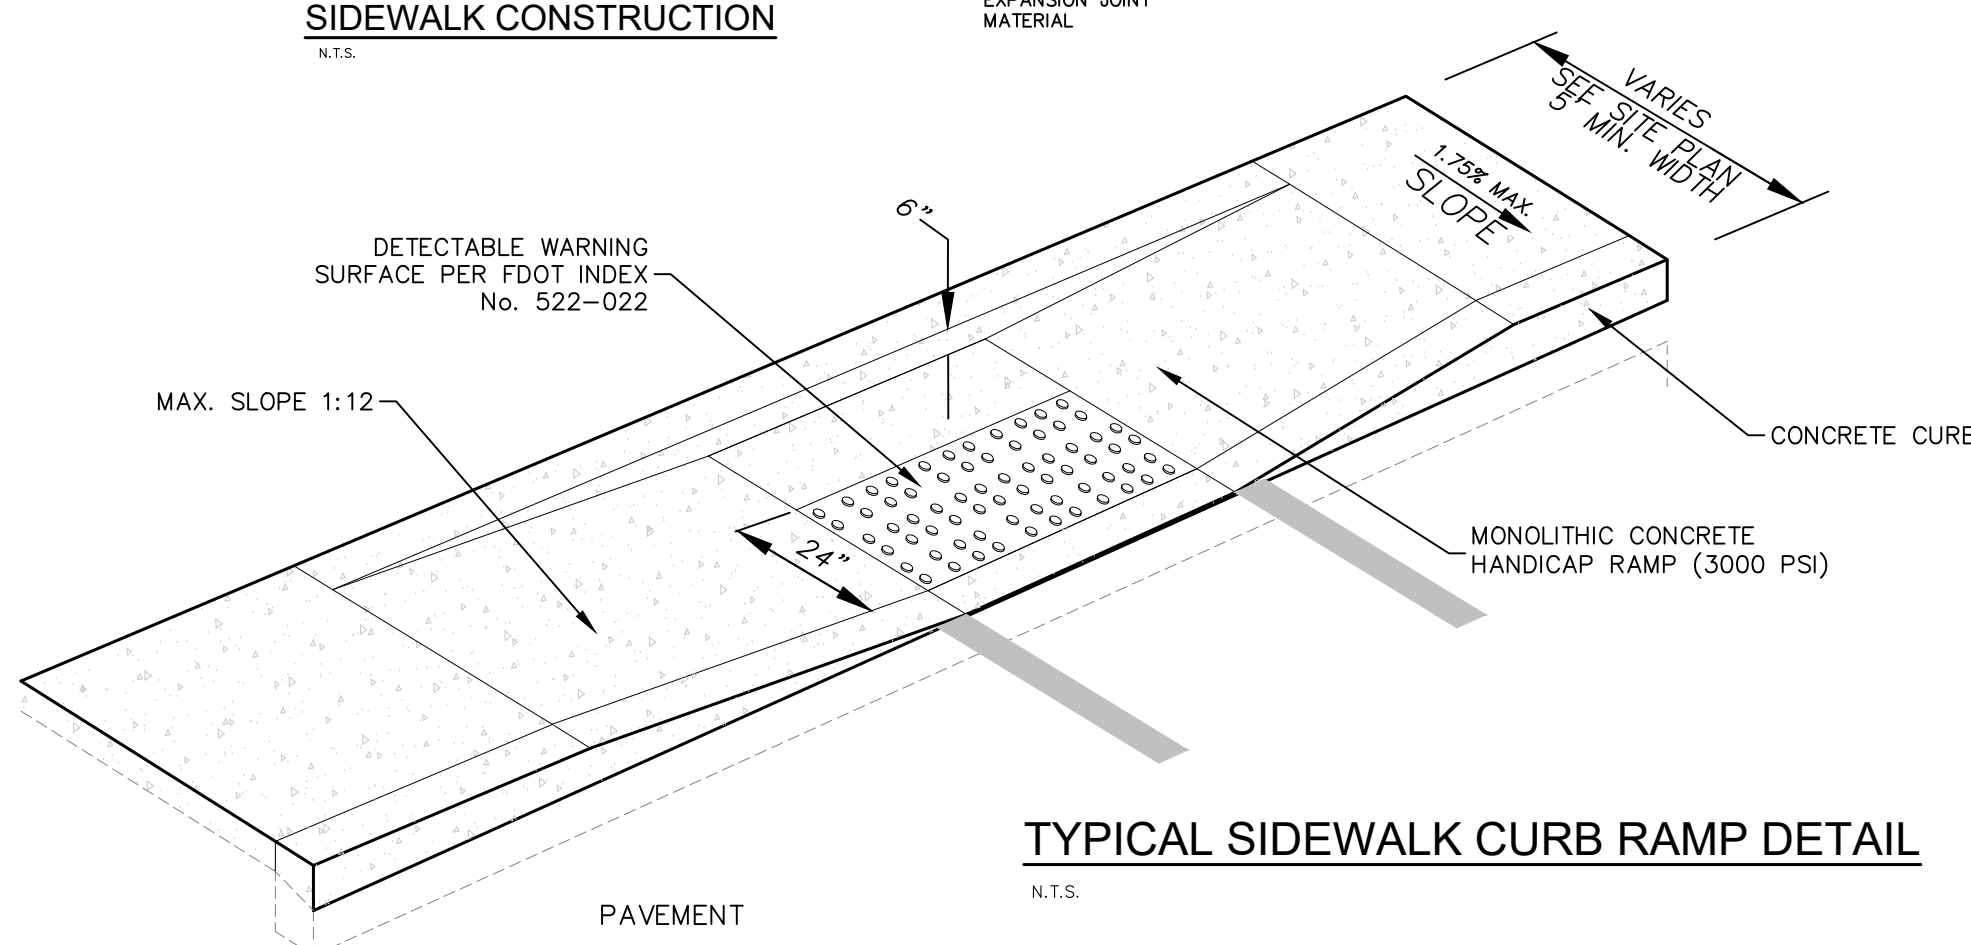 SIDEWALK CONSTRUCTION
N.T.S.
EXPANSION JOINT
MATERIAL
VARIES
SEE SITE PLAN
5' MIN. WIDTH
1.75% MAX.
SLOPE
6"
DETECTABLE WARNING
SURFACE PER FDOT INDEX
No. 522-022
MAX. SLOPE 1:12
24"
CONCRETE CURB
MONOLITHIC CONCRETE
HANDICAP RAMP (3000 PSI)
TYPICAL SIDEWALK CURB RAMP DETAIL
N.T.S.
PAVEMENT